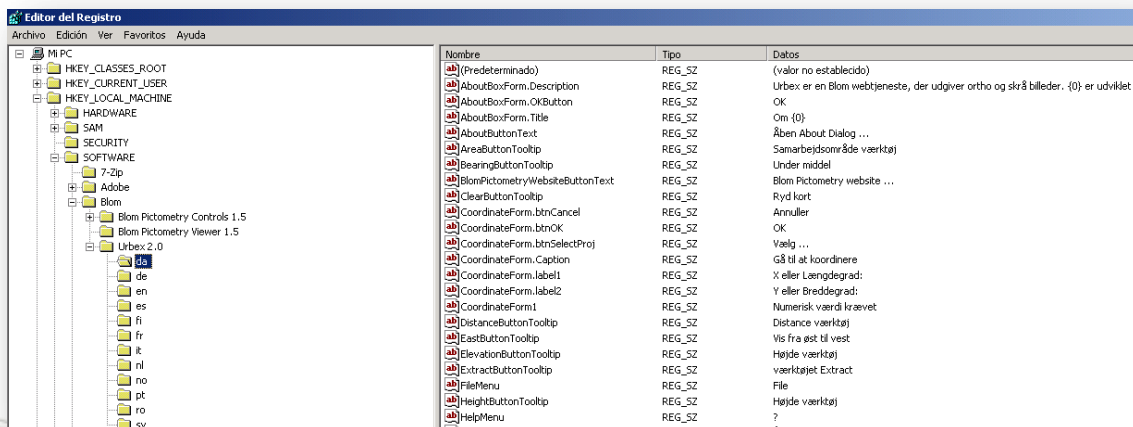 Editor del Registro
Archivo Edición Ver Favoritos Ayuda
Mi PC
HKEY_CLASSES_ROOT
HKEY_CURRENT_USER
HKEY_LOCAL_MACHINE
HARDWARE
SAM
SECURITY
SOFTWARE
7-Zip
Adobe
Blom
Blom Pictometry Controls 1.5
Blom Pictometry Viewer 1.5
Urbex 2.0
da
de
en
es
fi
fr
it
nl
no
pt
ro
sv
Nombre Tipo Datos
(Predeterminado) REG_SZ (valor no establecido)
AboutBoxForm.Description REG_SZ Urbex er en Blom webtjeneste, der udgiver ortho og skrå billeder. {0} er udviklet
AboutBoxForm.OKButton REG_SZ OK
AboutBoxForm.Title REG_SZ Om {0}
AboutButtonText REG_SZ Åben About Dialog ...
AreaButtonTooltip REG_SZ Samarbejdsområde værktøj
BearingButtonTooltip REG_SZ Under middel
BlomPictometryWebsiteButtonText REG_SZ Blom Pictometry website ...
ClearButtonTooltip REG_SZ Ryd kort
CoordinateForm.btnCancel REG_SZ Annuller
CoordinateForm.btnOK REG_SZ OK
CoordinateForm.btnSelectProj REG_SZ Vælg ...
CoordinateForm.Caption REG_SZ Gå til at koordinere
CoordinateForm.label1 REG_SZ X eller Længdegrad:
CoordinateForm.label2 REG_SZ Y eller Breddegrad:
CoordinateForm1 REG_SZ Numerisk værdi krævet
DistanceButtonTooltip REG_SZ Distance værktøj
EastButtonTooltip REG_SZ Vis fra øst til vest
ElevationButtonTooltip REG_SZ Højde værktøj
ExtractButtonTooltip REG_SZ værktøjet Extract
FileMenu REG_SZ File
HeightButtonTooltip REG_SZ Højde værktøj
HelpMenu REG_SZ ?